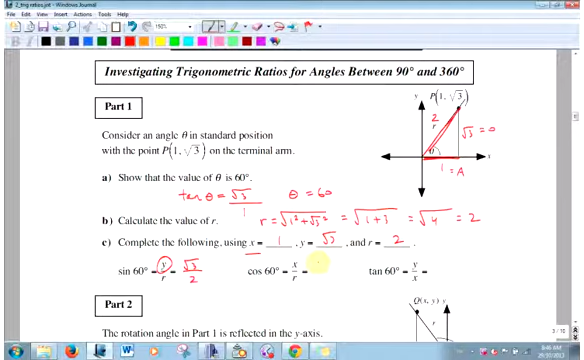 2_trig ratios.jnt - Windows Journal
File Edit View Insert Actions Tools Help
150%
Investigating Trigonometric Ratios for Angles Between 90° and 360°
Part 1
Consider an angle θ in standard position
with the point P(1, √3) on the terminal arm.
y P(1, √3)
2
r
√3 = o
θ
x
1 = A
a) Show that the value of θ is 60°.
tan θ = √3/1 θ = 60
b) Calculate the value of r. r = √(1² + √3²) = √(1+3) = √4 = 2
c) Complete the following, using x = 1, y = √3, and r = 2.
sin 60° = y/r = √3/2 cos 60° = x/r = tan 60° = y/x =
Part 2
Q(x, y) y
r
The rotation angle in Part 1 is reflected in the y-axis.
3 / 10
8:46 AM
29/10/2013